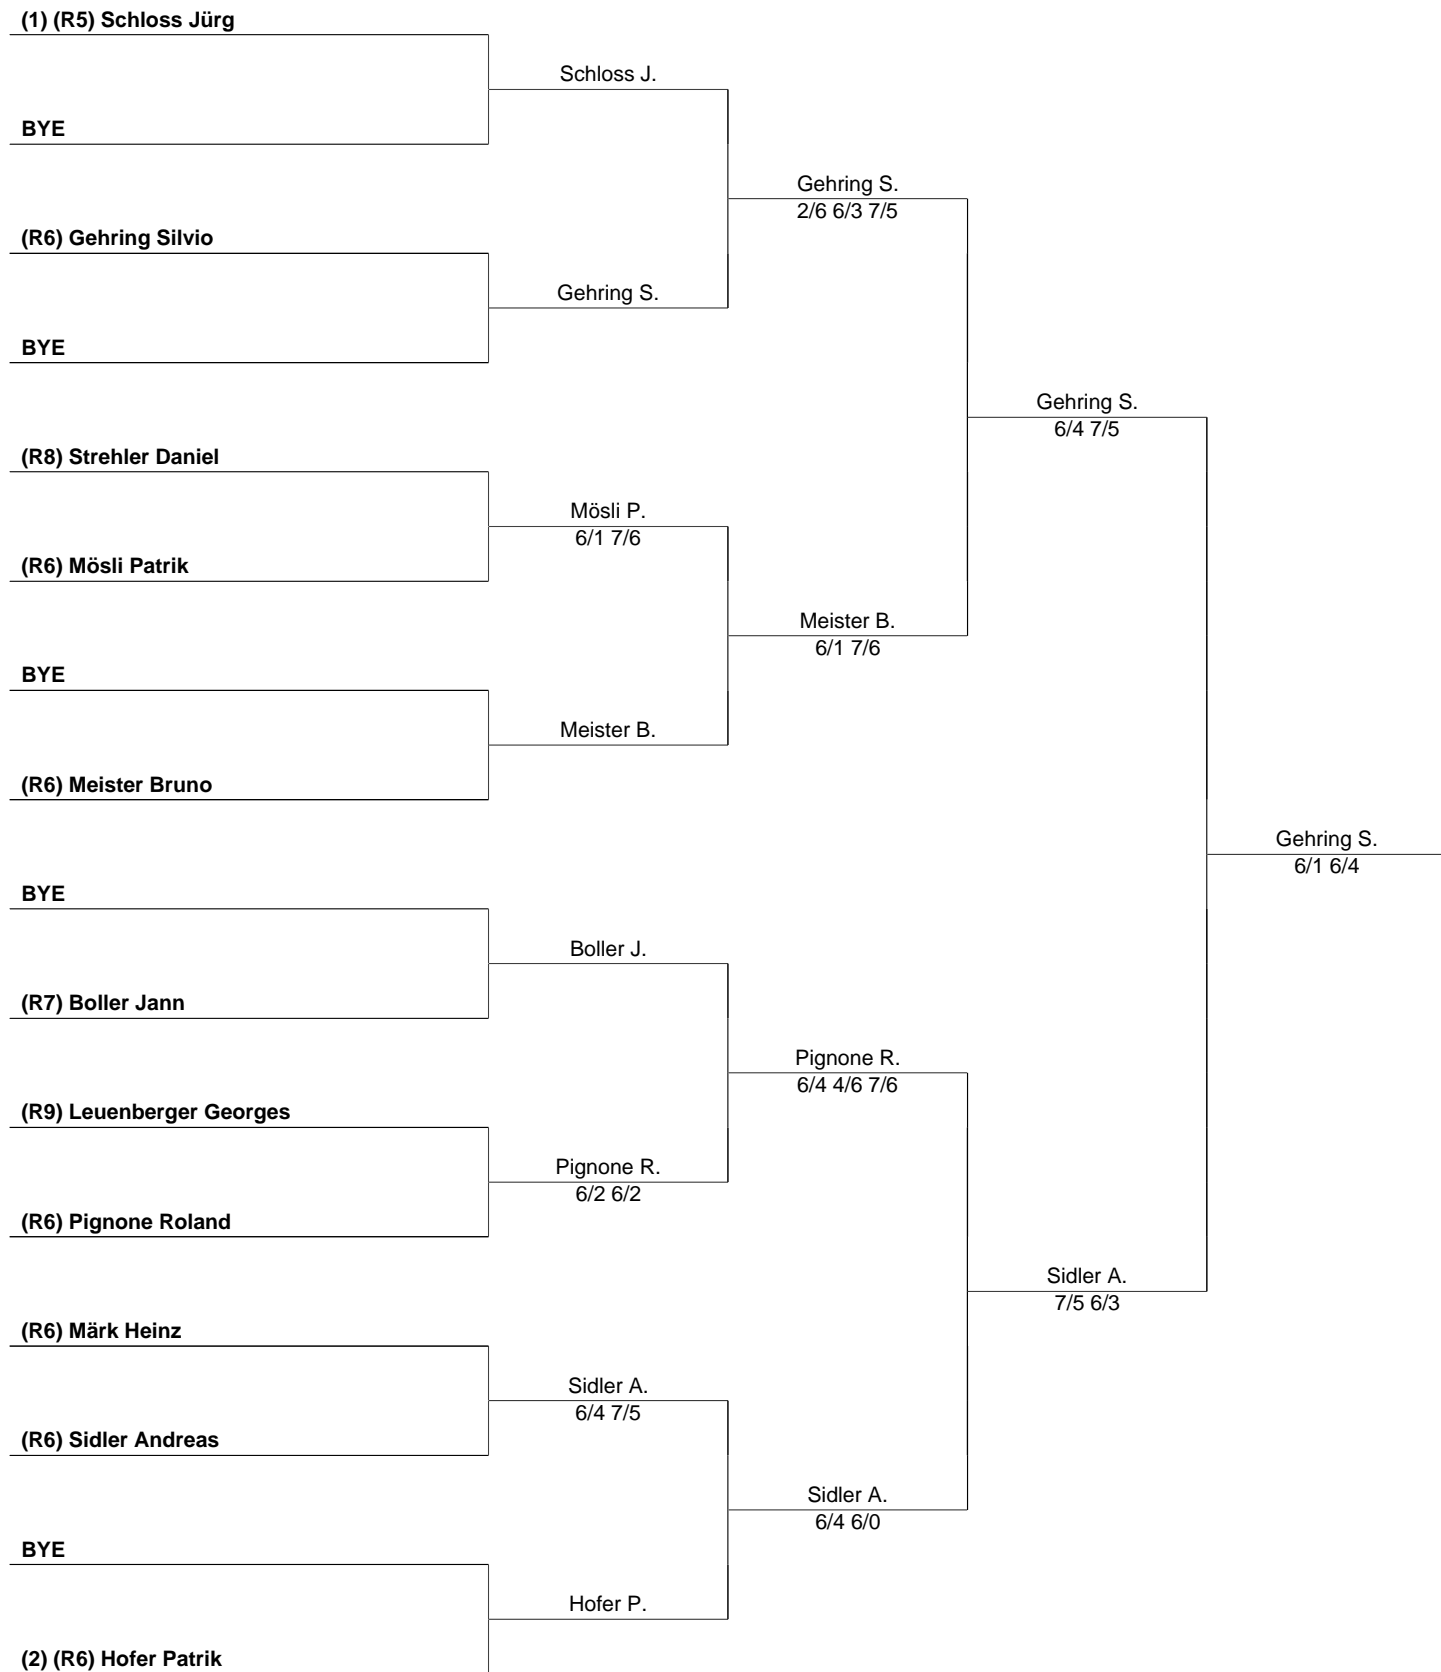 (1) (R5) Schloss Jürg
Schloss J.
BYE
Gehring S.
2/6 6/3 7/5
(R6) Gehring Silvio
Gehring S.
BYE
Gehring S.
6/4 7/5
(R8) Strehler Daniel
Mösli P.
6/1 7/6
(R6) Mösli Patrik
Meister B.
6/1 7/6
BYE
Meister B.
(R6) Meister Bruno
Gehring S.
6/1 6/4
BYE
Boller J.
(R7) Boller Jann
Pignone R.
6/4 4/6 7/6
(R9) Leuenberger Georges
Pignone R.
6/2 6/2
(R6) Pignone Roland
Sidler A.
7/5 6/3
(R6) Märk Heinz
Sidler A.
6/4 7/5
(R6) Sidler Andreas
Sidler A.
6/4 6/0
BYE
Hofer P.
(2) (R6) Hofer Patrik